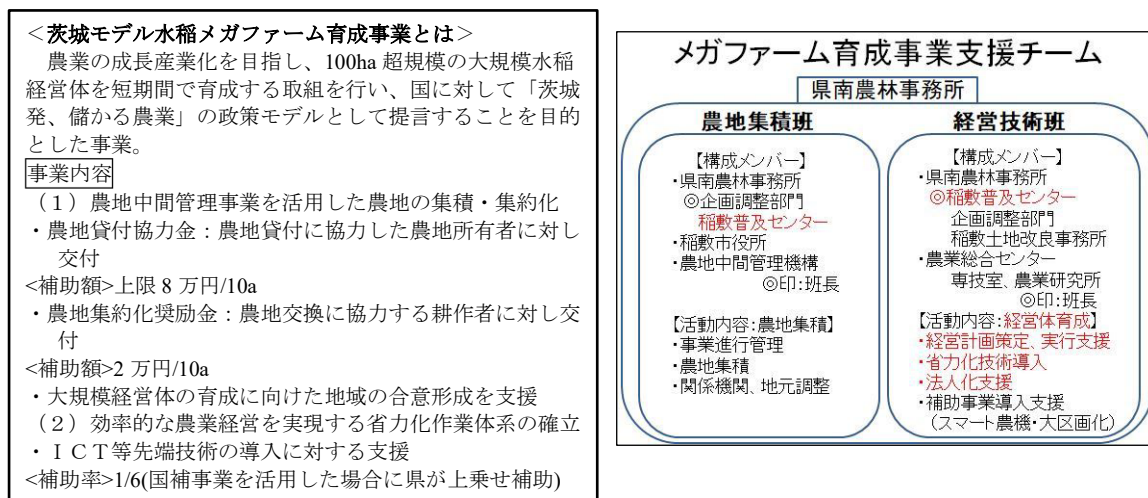 ＜茨城モデル水稲メガファーム育成事業とは＞
　農業の成長産業化を目指し、100ha 超規模の大規模水稲
経営体を短期間で育成する取組を行い、国に対して「茨城
発、儲かる農業」の政策モデルとして提言することを目的
とした事業。
事業内容
（１）農地中間管理事業を活用した農地の集積・集約化
・農地貸付協力金：農地貸付に協力した農地所有者に対し
交付
<補助額>上限 8 万円/10a
・農地集約化奨励金：農地交換に協力する耕作者に対し交
付
<補助額>2 万円/10a
・大規模経営体の育成に向けた地域の合意形成を支援
（２）効率的な農業経営を実現する省力化作業体系の確立
・ＩＣＴ等先端技術の導入に対する支援
<補助率>1/6(国補事業を活用した場合に県が上乗せ補助)
メガファーム育成事業支援チーム
県南農林事務所
農地集積班
【構成メンバー】
・県南農林事務所
◎企画調整部門
稲敷普及センター
・稲敷市役所
・農地中間管理機構
◎印：班長
【活動内容：農地集積】
・事業進行管理
・農地集積
・関係機関、地元調整
経営技術班
【構成メンバー】
・県南農林事務所
◎稲敷普及センター
企画調整部門
稲敷土地改良事務所
・農業総合センター
専技室、農業研究所
◎印：班長
【活動内容：経営体育成】
・経営計画策定、実行支援
・省力化技術導入
・法人化支援
・補助事業導入支援
（スマート農機・大区画化）